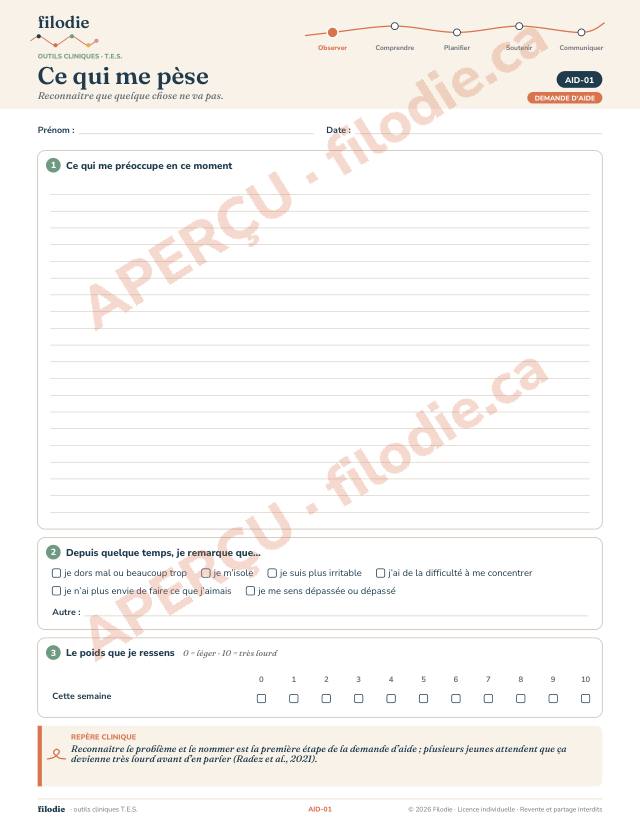 filodie
OUTILS CLINIQUES · T.E.S.
Ce qui me pèse
Reconnaître que quelque chose ne va pas.
Observer Comprendre Planifier Soutenir Communiquer
AID-01
DEMANDE D'AIDE
Prénom : Date :
1 Ce qui me préoccupe en ce moment
APERÇU · filodie.ca
APERÇU · filodie.ca
2 Depuis quelque temps, je remarque que...
je dors mal ou beaucoup trop je m'isole je suis plus irritable j'ai de la difficulté à me concentrer
je n'ai plus envie de faire ce que j'aimais je me sens dépassée ou dépassé
Autre :
3 Le poids que je ressens 0 = léger · 10 = très lourd
0 1 2 3 4 5 6 7 8 9 10
Cette semaine
REPÈRE CLINIQUE
Reconnaître le problème et le nommer est la première étape de la demande d'aide ; plusieurs jeunes attendent que ça
devienne très lourd avant d'en parler (Radez et al., 2021).
filodie · outils cliniques T.E.S. AID-01 © 2026 Filodie · Licence individuelle · Revente et partage interdits